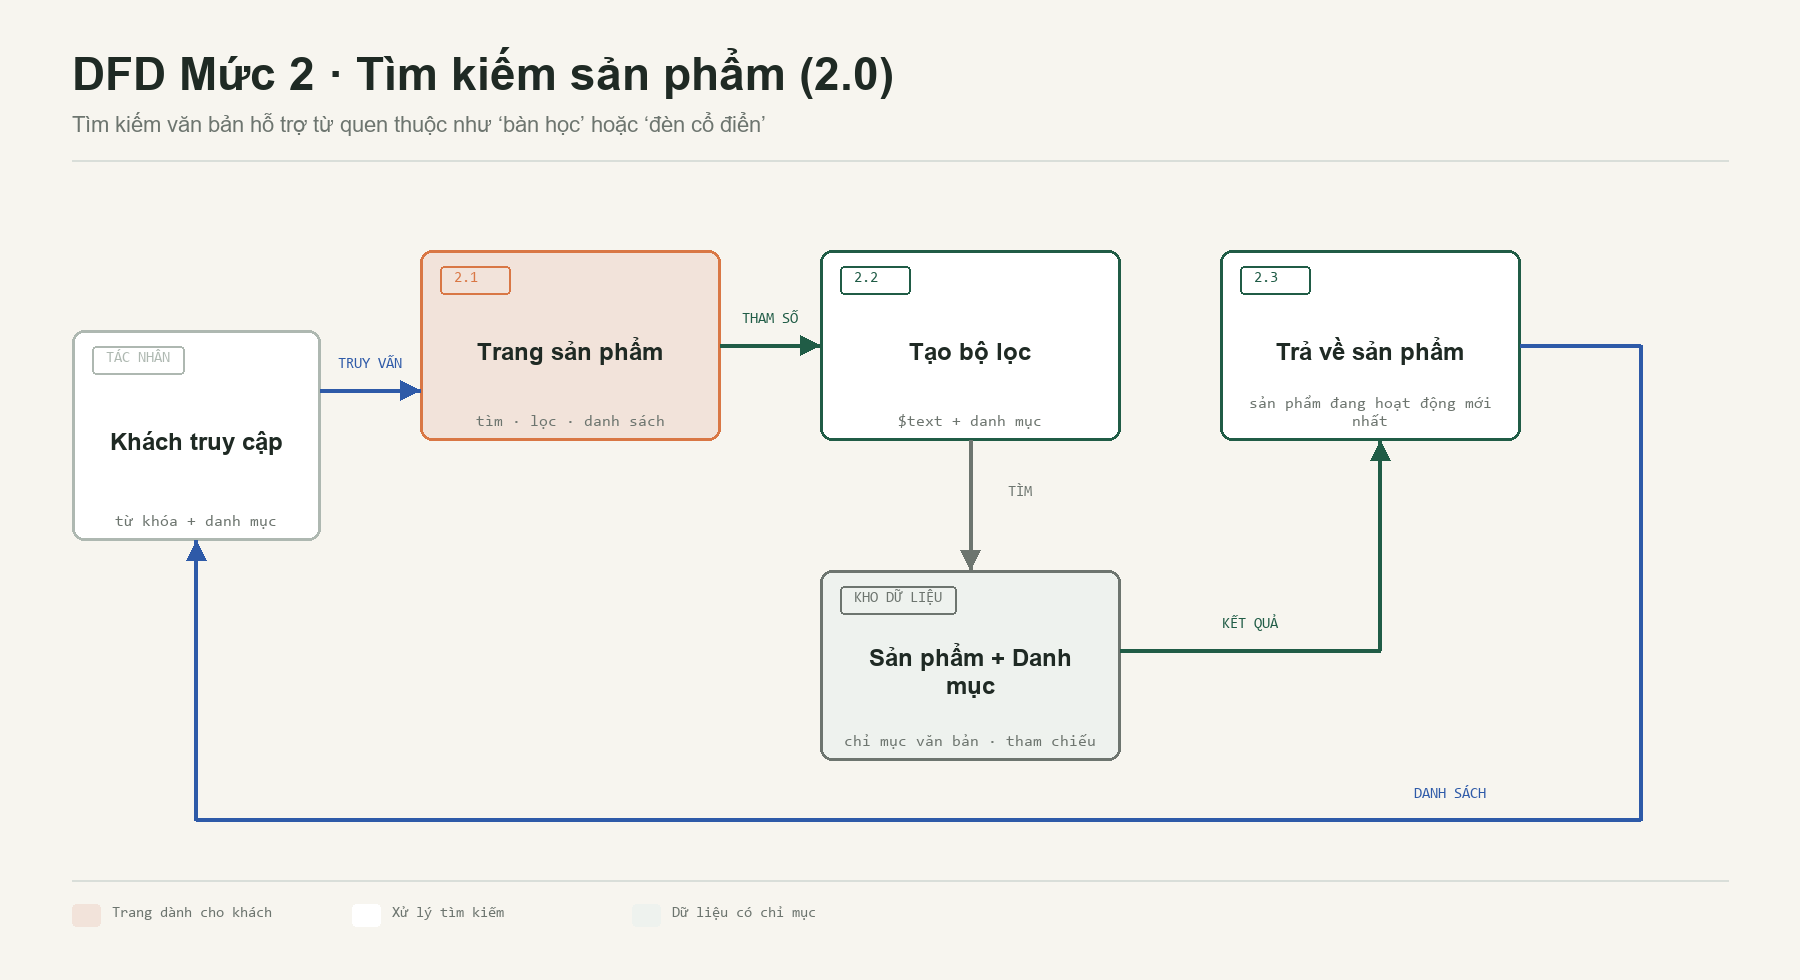 DFD Mức 2 · Tìm kiếm sản phẩm (2.0)
Tìm kiếm văn bản hỗ trợ từ quen thuộc như ‘bàn học’ hoặc ‘đèn cổ điển’
TÁC NHÂN
Khách truy cập
từ khóa + danh mục
TRUY VẤN
2.1
Trang sản phẩm
tìm · lọc · danh sách
THAM SỐ
2.2
Tạo bộ lọc
$text + danh mục
TÌM
KHO DỮ LIỆU
Sản phẩm + Danh
mục
chỉ mục văn bản · tham chiếu
KẾT QUẢ
2.3
Trả về sản phẩm
sản phẩm đang hoạt động mới
nhất
DANH SÁCH
Trang dành cho khách
Xử lý tìm kiếm
Dữ liệu có chỉ mục